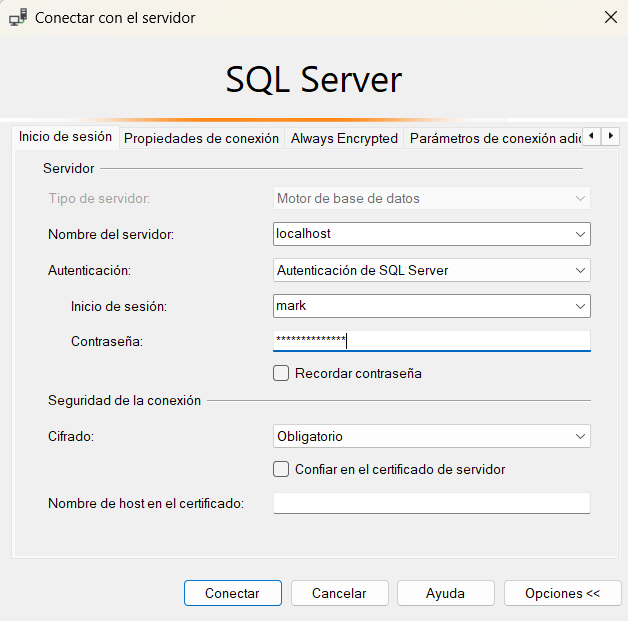 Conectar con el servidor
SQL Server
Inicio de sesión
Propiedades de conexión
Always Encrypted
Parámetros de conexión adic
Servidor
Tipo de servidor:
Motor de base de datos
Nombre del servidor:
localhost
Autenticación:
Autenticación de SQL Server
Inicio de sesión:
mark
Contraseña:
**************
Recordar contraseña
Seguridad de la conexión
Cifrado:
Obligatorio
Confiar en el certificado de servidor
Nombre de host en el certificado:
Conectar
Cancelar
Ayuda
Opciones <<